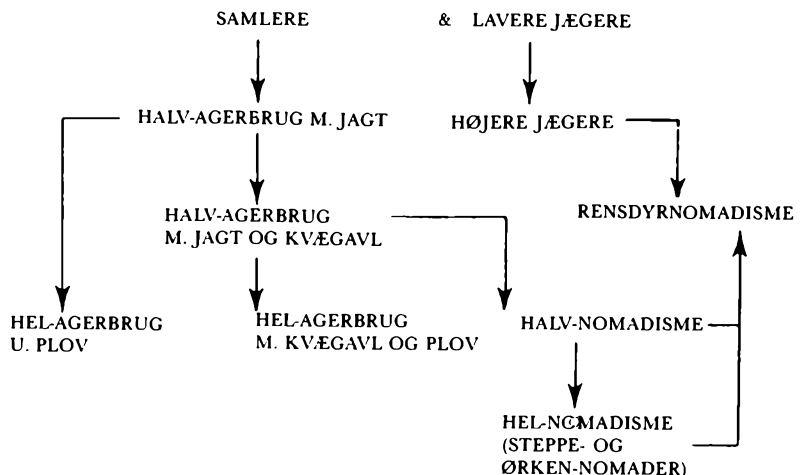 SAMLERE & LAVERE JÆGERE
HALV-AGERBRUG M. JAGT
HØJERE JÆGERE
RENSDYRNOMADISME
HALV-AGERBRUG
M. JAGT OG KVÆGAVL
HEL-AGERBRUG
U. PLOV
HEL-AGERBRUG
M. KVÆGAVL OG PLOV
HALV-NOMADISME
HEL-NOMADISME
(STEPPE- OG
ØRKEN-NOMADER)